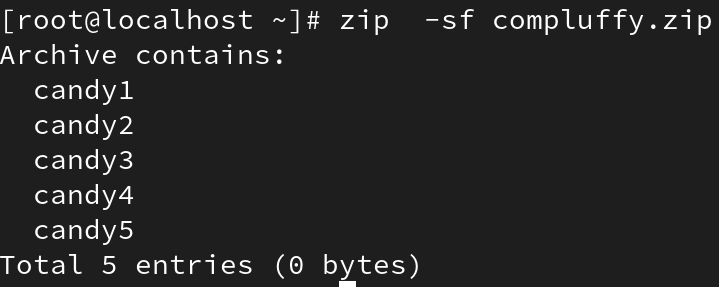 [root@localhost ~]# zip  -sf compluffy.zip
Archive contains:
  candy1
  candy2
  candy3
  candy4
  candy5
Total 5 entries (0 bytes)